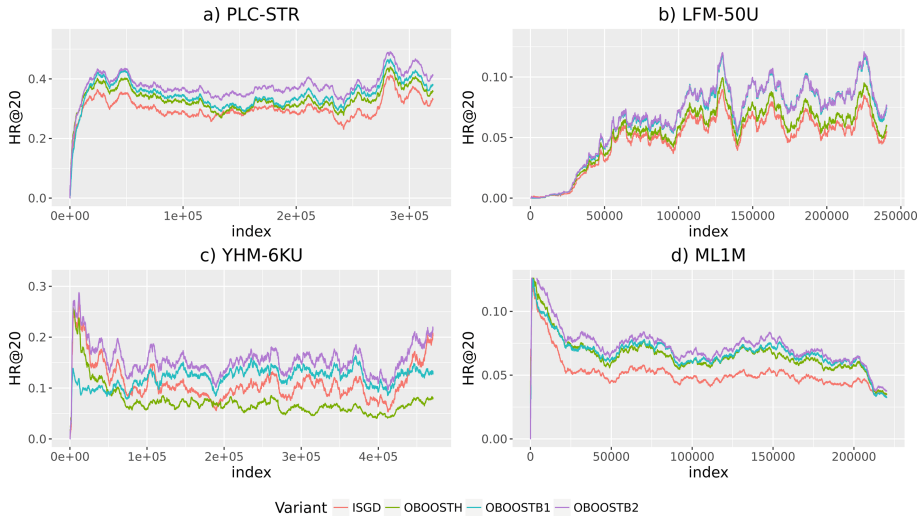 a) PLC-STR
HR@20
0.4
0.2
0.0
0e+00 1e+05 2e+05 3e+05
index
b) LFM-50U
HR@20
0.10
0.05
0.00
0 50000 100000 150000 200000 250000
index
c) YHM-6KU
HR@20
0.3
0.2
0.1
0.0
0e+00 1e+05 2e+05 3e+05 4e+05
index
d) ML1M
HR@20
0.10
0.05
0.00
0 50000 100000 150000 200000
index
Variant ISGD OBOOSTH OBOOSTB1 OBOOSTB2